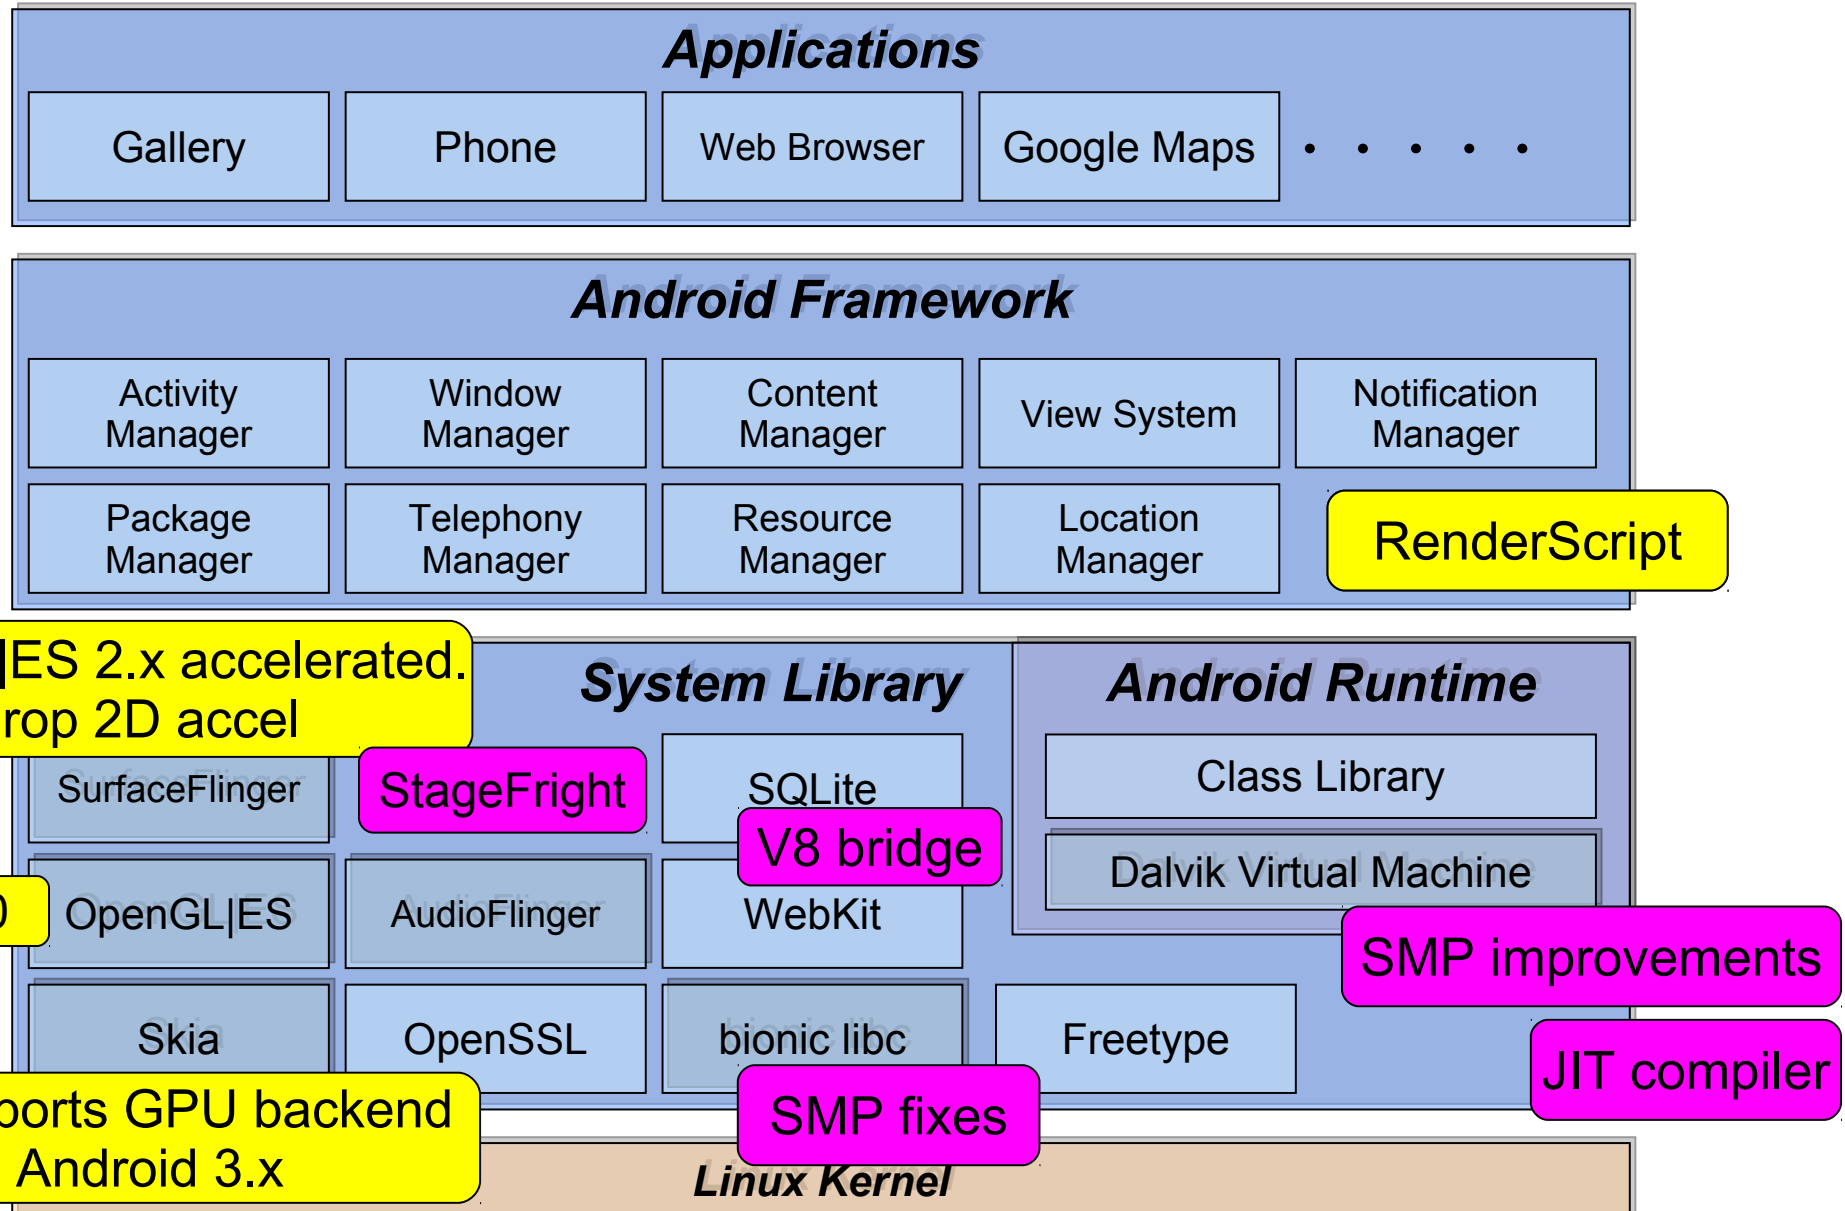 Applications
Gallery
Phone
Web Browser
Google Maps
. . . . .
Android Framework
Activity
Manager
Window
Manager
Content
Manager
View System
Notification
Manager
Package
Manager
Telephony
Manager
Resource
Manager
Location
Manager
RenderScript
|ES 2.x accelerated.
rop 2D accel
System Library
Android Runtime
SurfaceFlinger
StageFright
SQLite
V8 bridge
Class Library
Dalvik Virtual Machine
0
OpenGL|ES
AudioFlinger
WebKit
SMP improvements
Skia
OpenSSL
bionic libc
Freetype
JIT compiler
ports GPU backend
Android 3.x
SMP fixes
Linux Kernel